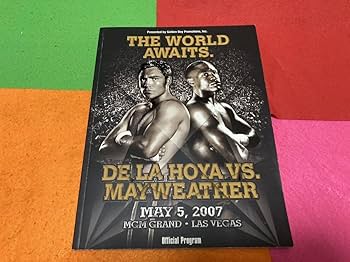 Presented by Golden Boy Promotions, Inc.
THE WORLD
AWAITS.
DE LA HOYA VS.
MAYWEATHER
MAY 5, 2007
MGM GRAND • LAS VEGAS
Official Program